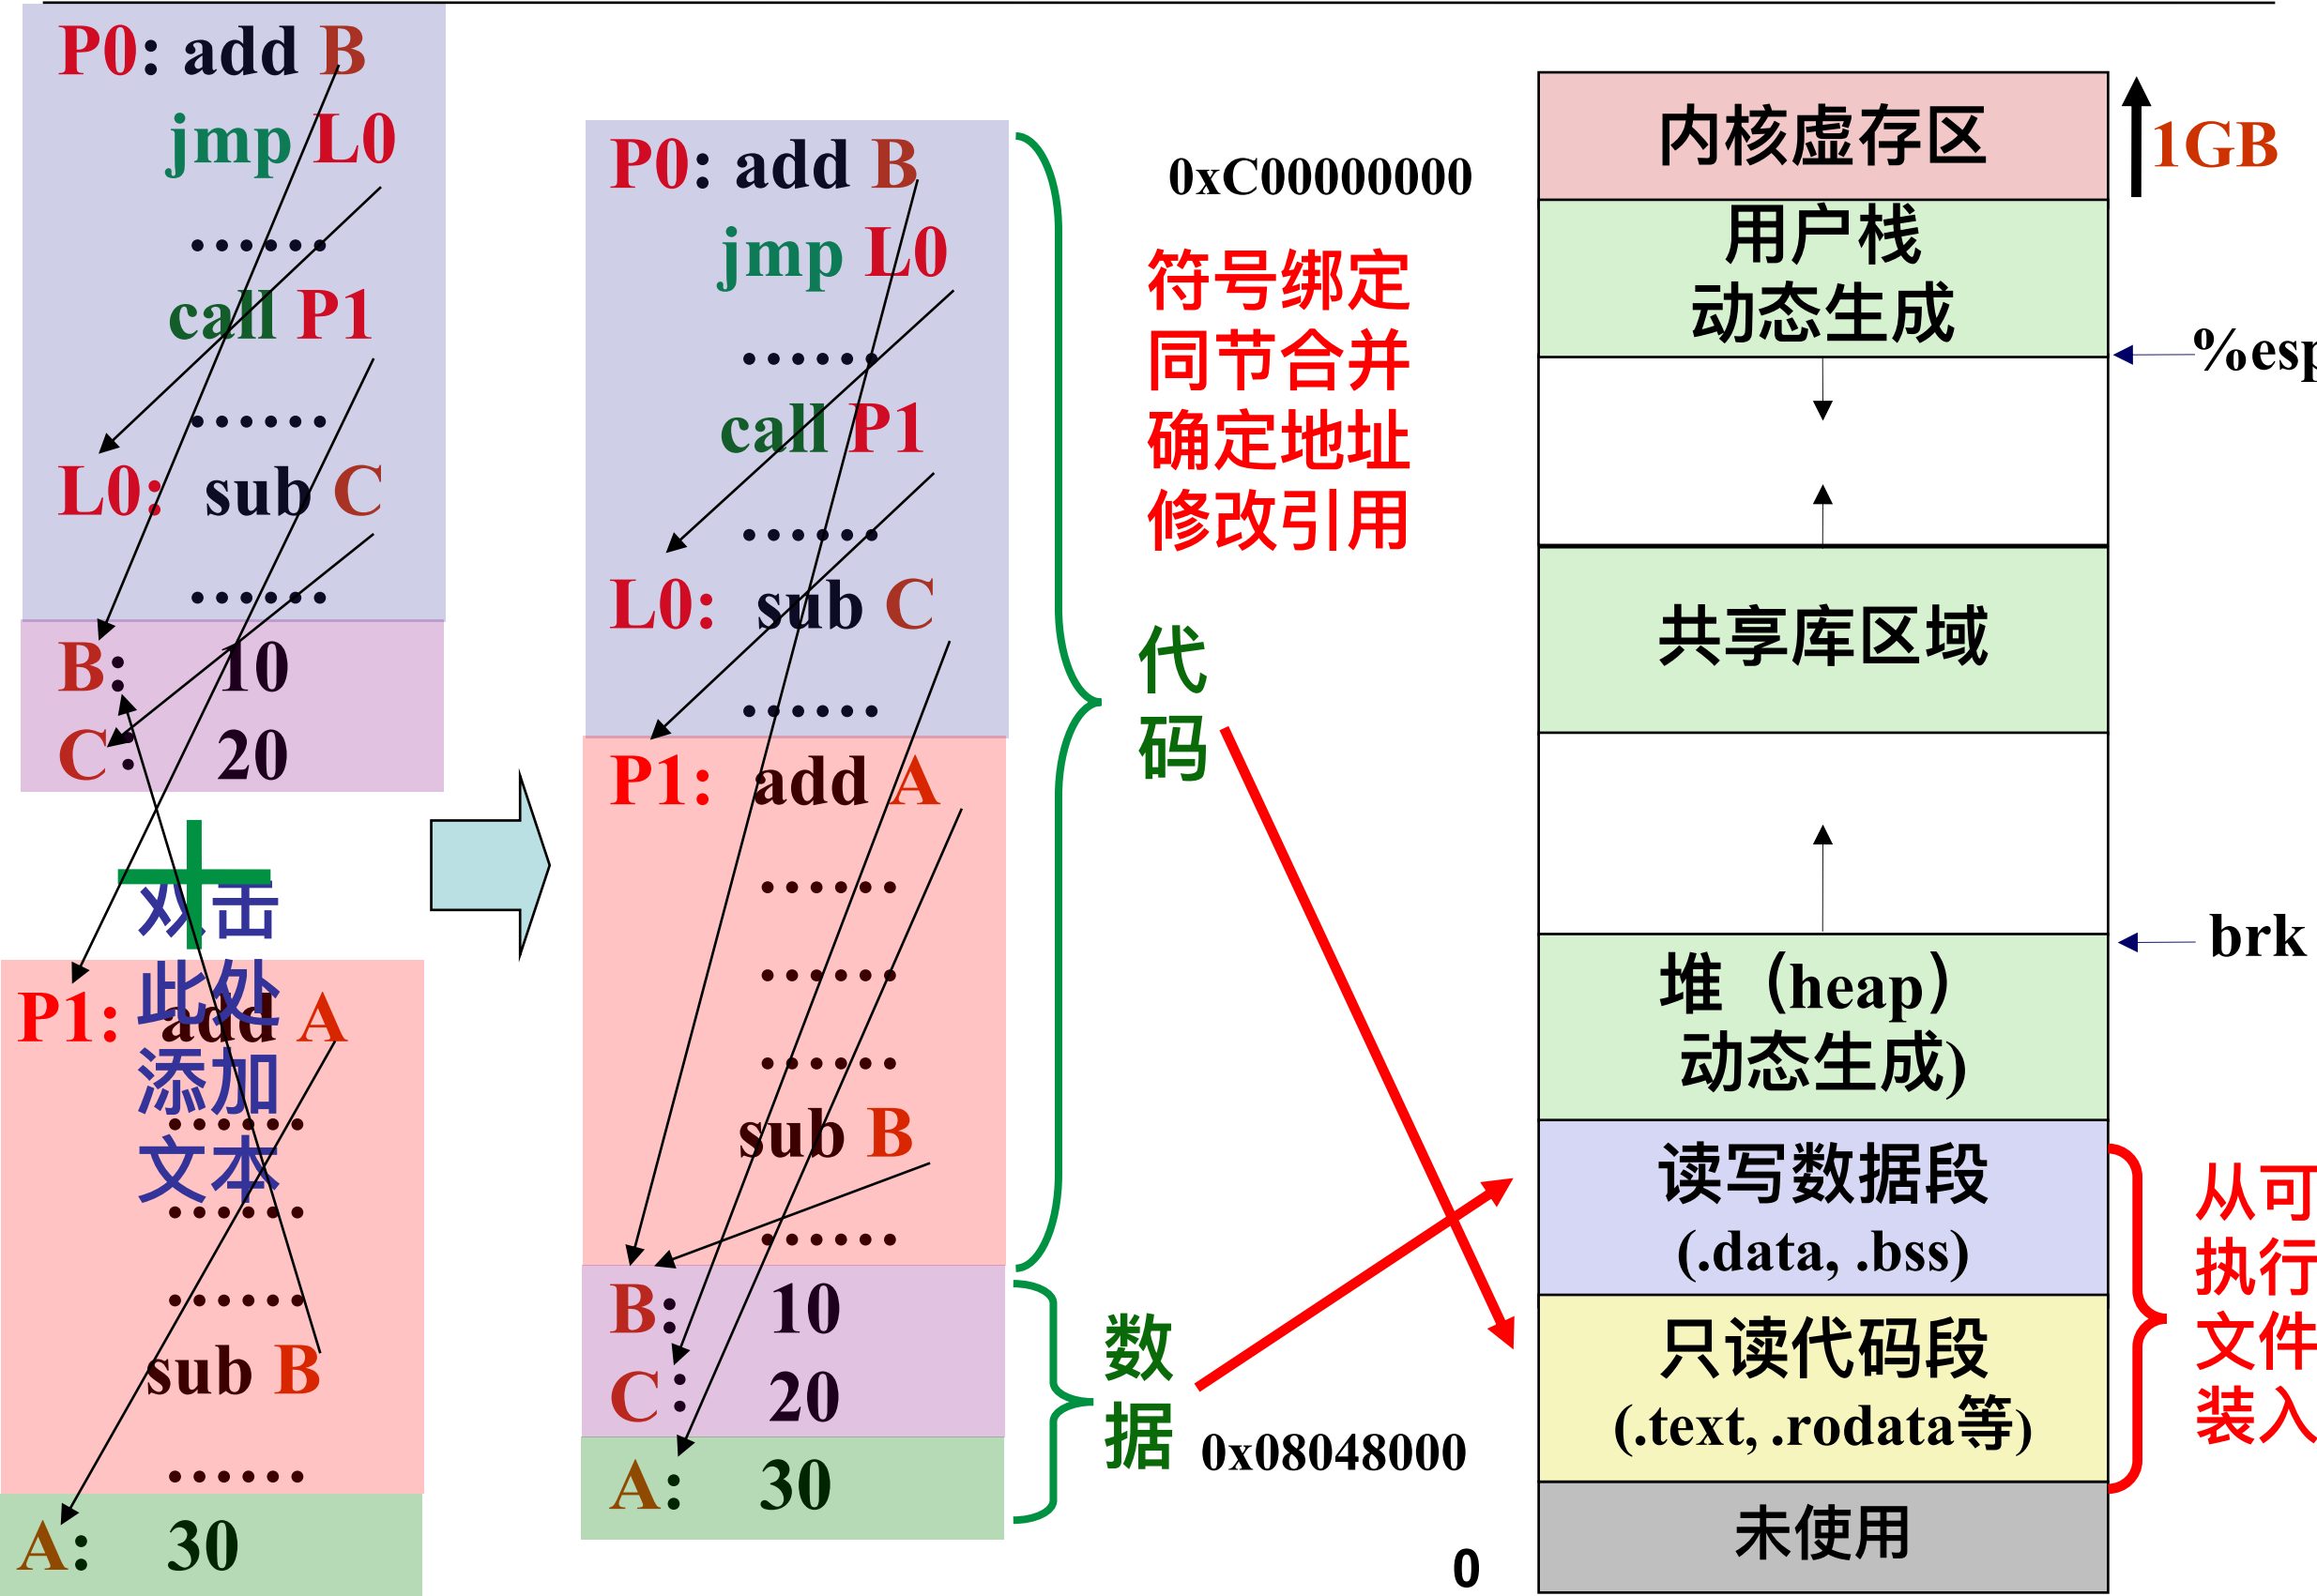 P0: add B
jmp L0
......
call P1
......
L0: sub C
......
B: 10
C: 20
双击
此处
添加
文本
P1: add A
......
......
......
sub B
......
A: 30
P0: add B
jmp L0
......
call P1
......
L0: sub C
......
P1: add A
......
......
......
sub B
......
B: 10
C: 20
A: 30
代
码
数
据
符号绑定
同节合并
确定地址
修改引用
0xC00000000
0x08048000
0
内核虚存区
用户栈
动态生成
共享库区域
堆（heap）
动态生成)
读写数据段
(.data, .bss)
只读代码段
(.text, .rodata等)
未使用
1GB
%esp
brk
从可
执行
文件
装入